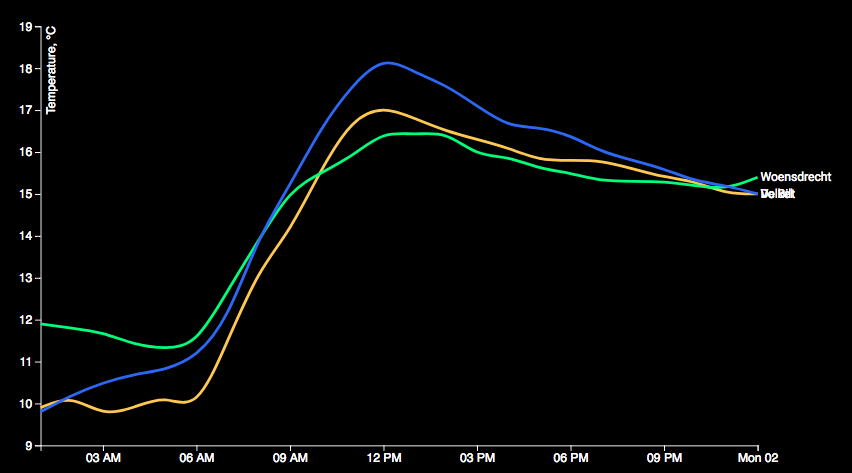 19
Temperature, ºC
18
17
16
15
14
13
12
11
10
9
03 AM
06 AM
09 AM
12 PM
03 PM
06 PM
09 PM
Mon 02
Woensdrecht